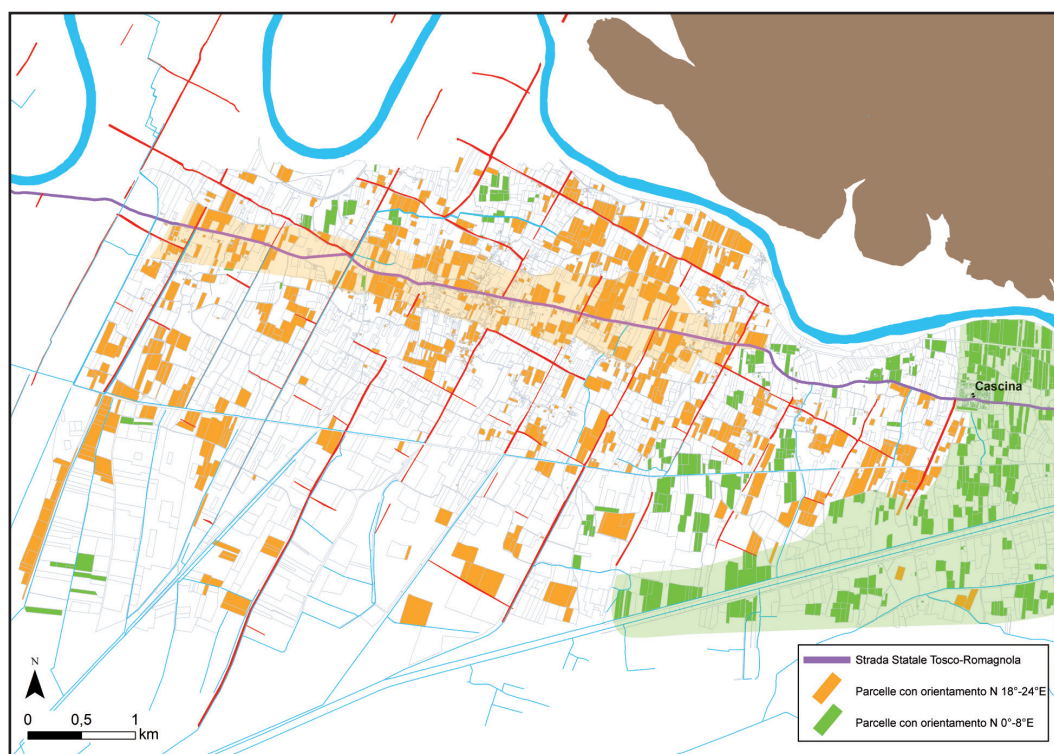 Cascina
Strada Statale Tosco-Romagnola
Parcelle con orientamento N 18°-24°E
Parcelle con orientamento N 0°-8°E
N
0 0,5 1
km